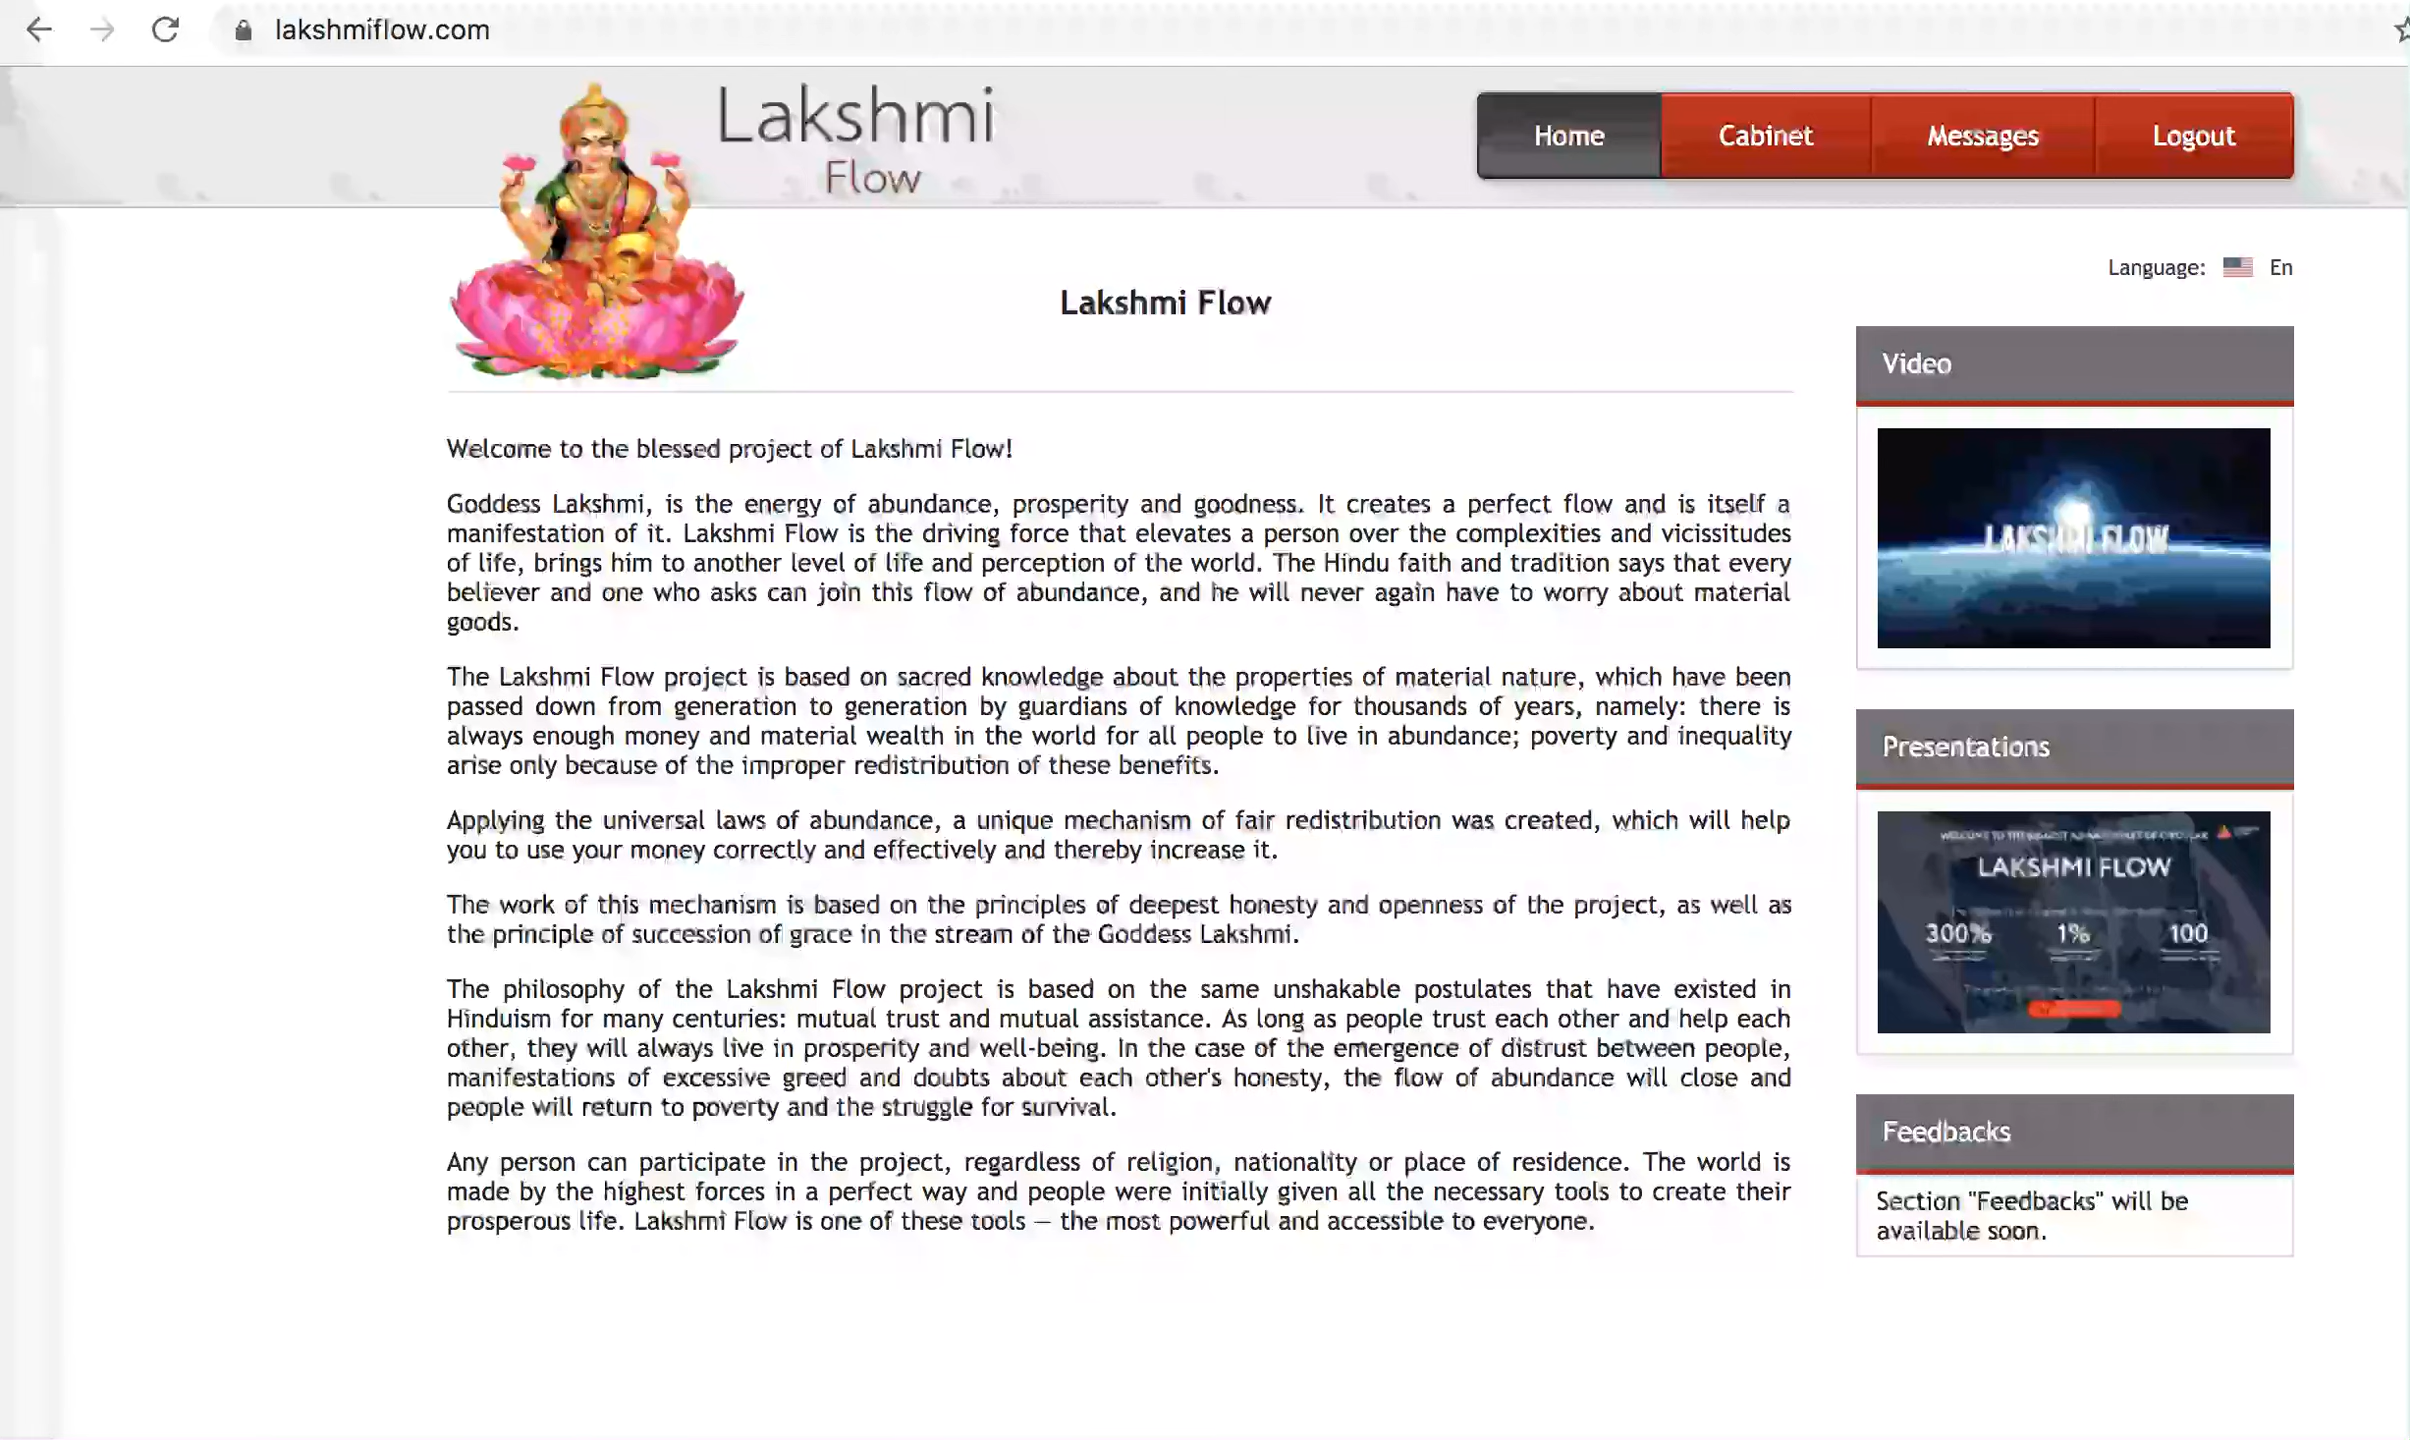 lakshmiflow.com
Lakshmi
Flow
Home
Cabinet
Messages
Logout
Language:
En
Lakshmi Flow
Welcome to the blessed project of Lakshmi Flow!
Goddess Lakshmi, is the energy of abundance, prosperity and goodness. It creates a perfect flow and is itself a
manifestation of it. Lakshmi Flow is the driving force that elevates a person over the complexities and vicissitudes
of life, brings him to another level of life and perception of the world. The Hindu faith and tradition says that every
believer and one who asks can join this flow of abundance, and he will never again have to worry about material
goods.
The Lakshmi Flow project is based on sacred knowledge about the properties of material nature, which have been
passed down from generation to generation by guardians of knowledge for thousands of years, namely: there is
always enough money and material wealth in the world for all people to live in abundance; poverty and inequality
arise only because of the improper redistribution of these benefits.
Applying the universal laws of abundance, a unique mechanism of fair redistribution was created, which will help
you to use your money correctly and effectively and thereby increase it.
The work of this mechanism is based on the principles of deepest honesty and openness of the project, as well as
the principle of succession of grace in the stream of the Goddess Lakshmi.
The philosophy of the Lakshmi Flow project is based on the same unshakable postulates that have existed in
Hinduism for many centuries: mutual trust and mutual assistance. As long as people trust each other and help each
other, they will always live in prosperity and well-being. In the case of the emergence of distrust between people,
manifestations of excessive greed and doubts about each other's honesty, the flow of abundance will close and
people will return to poverty and the struggle for survival.
Any person can participate in the project, regardless of religion, nationality or place of residence. The world is
made by the highest forces in a perfect way and people were initially given all the necessary tools to create their
prosperous life. Lakshmi Flow is one of these tools – the most powerful and accessible to everyone.
Video
LAKSHMI FLOW
Presentations
WELCOME TO THE
LAKSHMI FLOW
300% 1% 100
Feedbacks
Section "Feedbacks" will be
available soon.